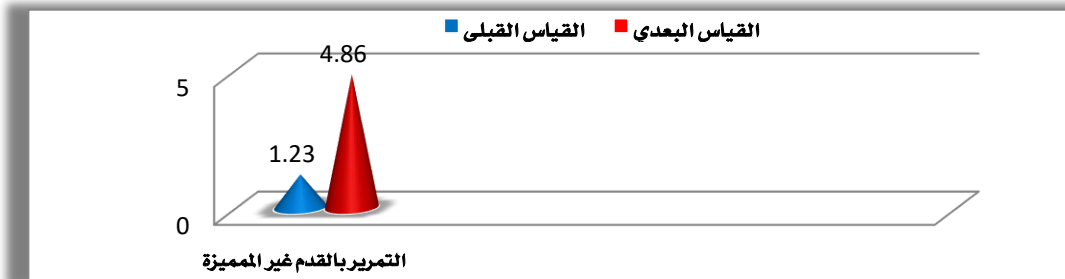 القياس القبلى القياس البعدي
4.86
5
1.23
0
التمرير بالقدم غير المميزة